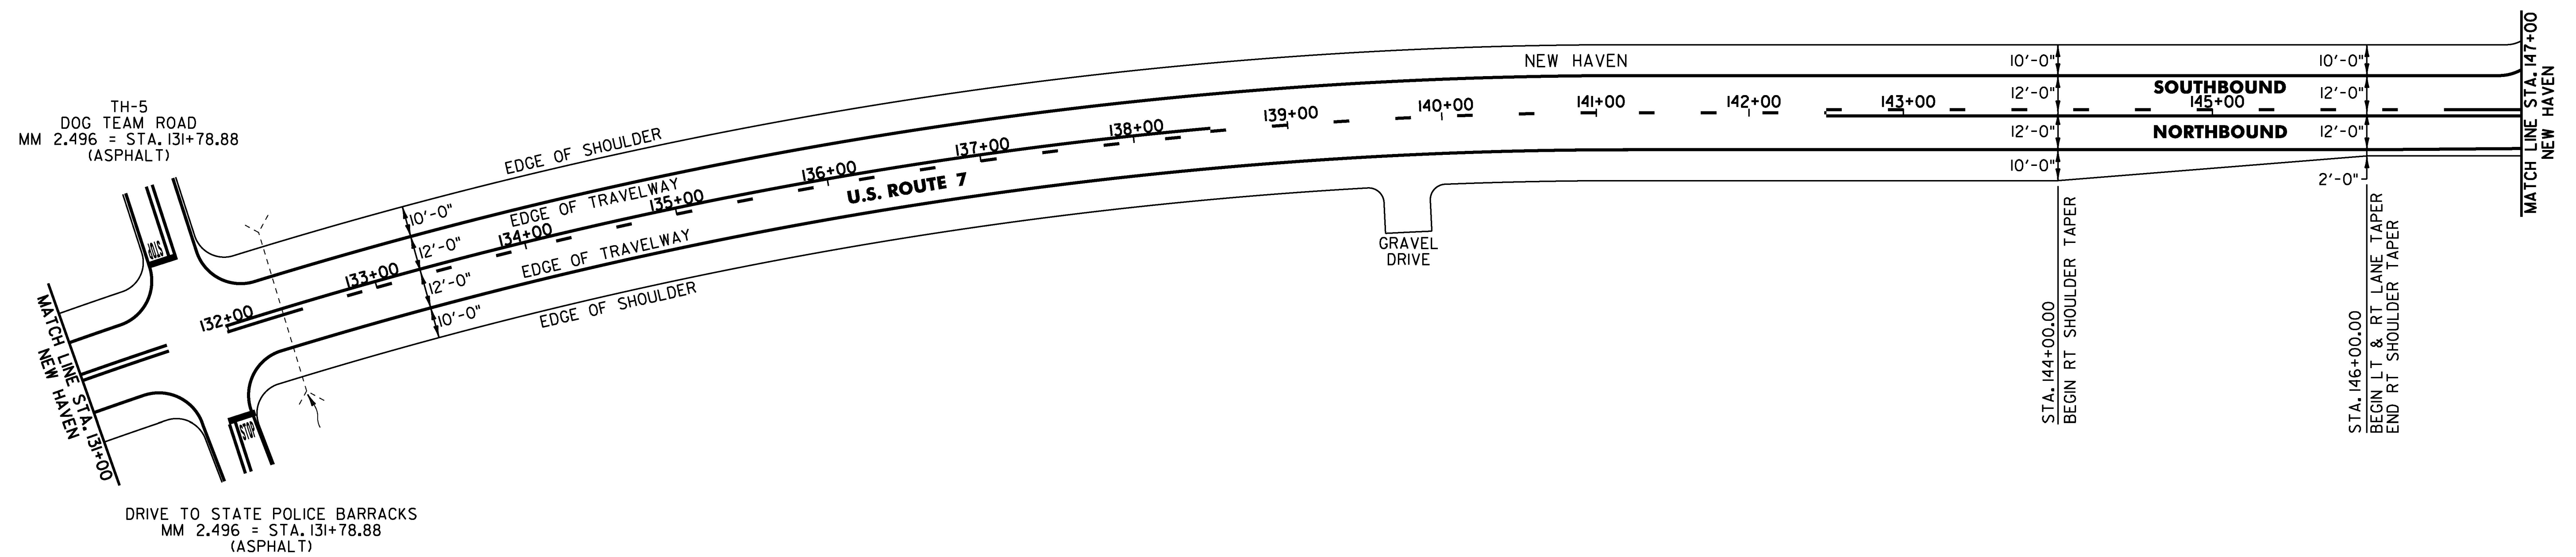 TH-5
DOG TEAM ROAD
MM 2.496 = STA. 131+78.88
(ASPHALT)
STOP
MATCH LINE STA. 131+00
NEW HAVEN
STOP
DRIVE TO STATE POLICE BARRACKS
MM 2.496 = STA. 131+78.88
(ASPHALT)
132+00
133+00
134+00
135+00
136+00
137+00
138+00
139+00
140+00
141+00
142+00
143+00
145+00
EDGE OF SHOULDER
EDGE OF TRAVELWAY
10'-0"
12'-0"
12'-0"
10'-0"
EDGE OF TRAVELWAY
EDGE OF SHOULDER
U.S. ROUTE 7
NEW HAVEN
GRAVEL
DRIVE
10'-0"
12'-0"
12'-0"
10'-0"
SOUTHBOUND
NORTHBOUND
10'-0"
12'-0"
12'-0"
2'-0"
STA. 144+00.00
BEGIN RT SHOULDER TAPER
STA. 146+00.00
BEGIN LT & RT LANE TAPER
END RT SHOULDER TAPER
MATCH LINE STA. 147+00
NEW HAVEN